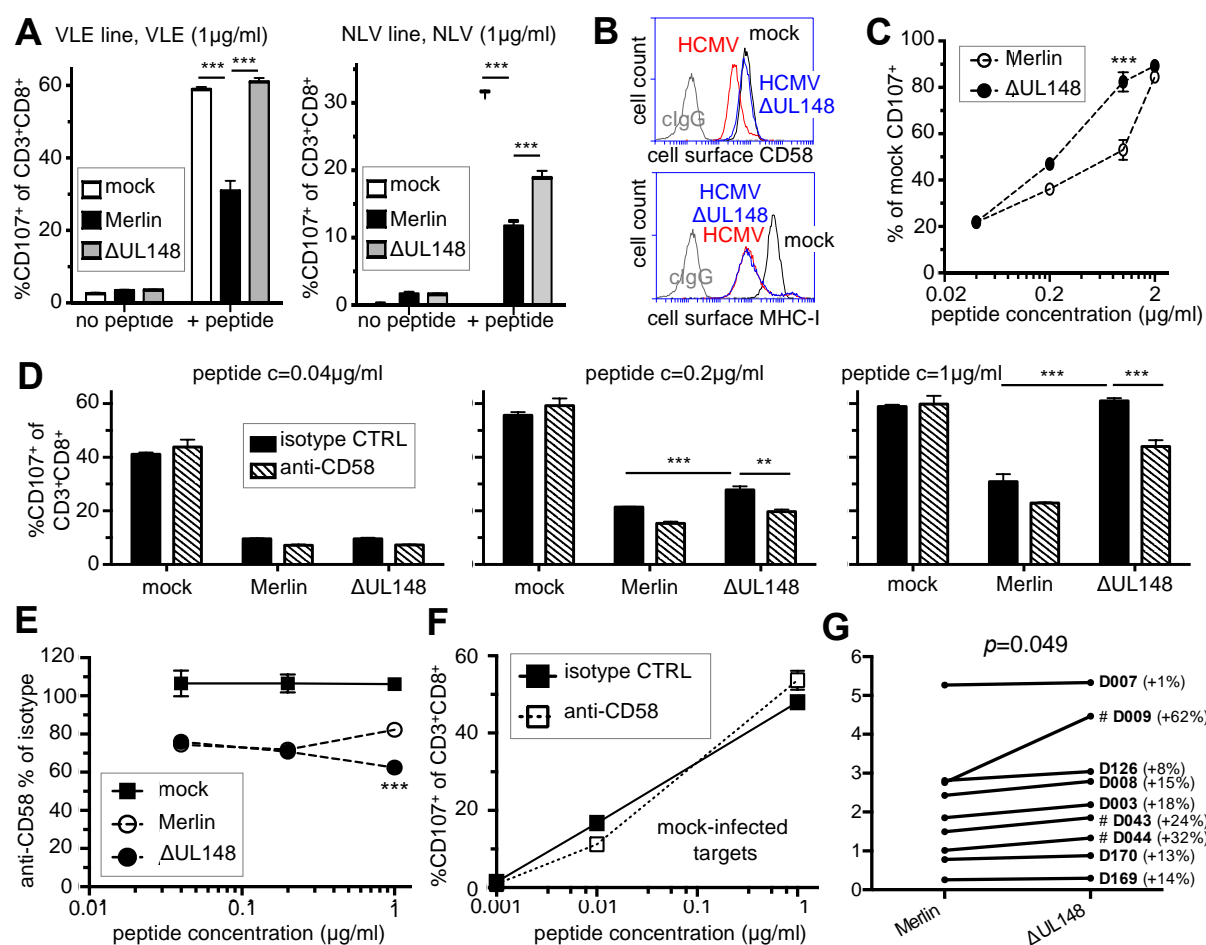 A
VLE line, VLE (1µg/ml)
%CD107⁺ of CD3⁺CD8⁺
60
40
20
0
mock
Merlin
ΔUL148
***
***
no peptide
+ peptide
NLV line, NLV (1µg/ml)
%CD107⁺ of CD3⁺CD8⁺
30
20
10
0
mock
Merlin
ΔUL148
***
***
no peptide
+ peptide
B
cell count
HCMV
mock
HCMV
ΔUL148
cIgG
cell surface CD58
cell count
HCMV
ΔUL148
HCMV
mock
cIgG
cell surface MHC-I
C
% of mock CD107⁺
100
80
60
40
20
0
Merlin
ΔUL148
***
0.02
0.2
2
peptide concentration (µg/ml)
D
%CD107⁺ of
CD3⁺CD8⁺
60
40
20
0
peptide c=0.04µg/ml
isotype CTRL
anti-CD58
mock
Merlin
ΔUL148
peptide c=0.2µg/ml
***
**
mock
Merlin
ΔUL148
peptide c=1µg/ml
***
***
mock
Merlin
ΔUL148
E
anti-CD58 % of isotype
120
100
80
60
40
20
0
mock
Merlin
ΔUL148
***
0.01
0.1
1
peptide concentration (µg/ml)
F
%CD107⁺ of CD3⁺CD8⁺
60
40
20
0
isotype CTRL
anti-CD58
mock-infected
targets
0.001
0.01
0.1
1
peptide concentration (µg/ml)
G
p=0.049
6
5
4
3
2
1
0
D007 (+1%)
# D009 (+62%)
D126 (+8%)
D008 (+15%)
D003 (+18%)
# D043 (+24%)
# D044 (+32%)
D170 (+13%)
D169 (+14%)
Merlin
ΔUL148